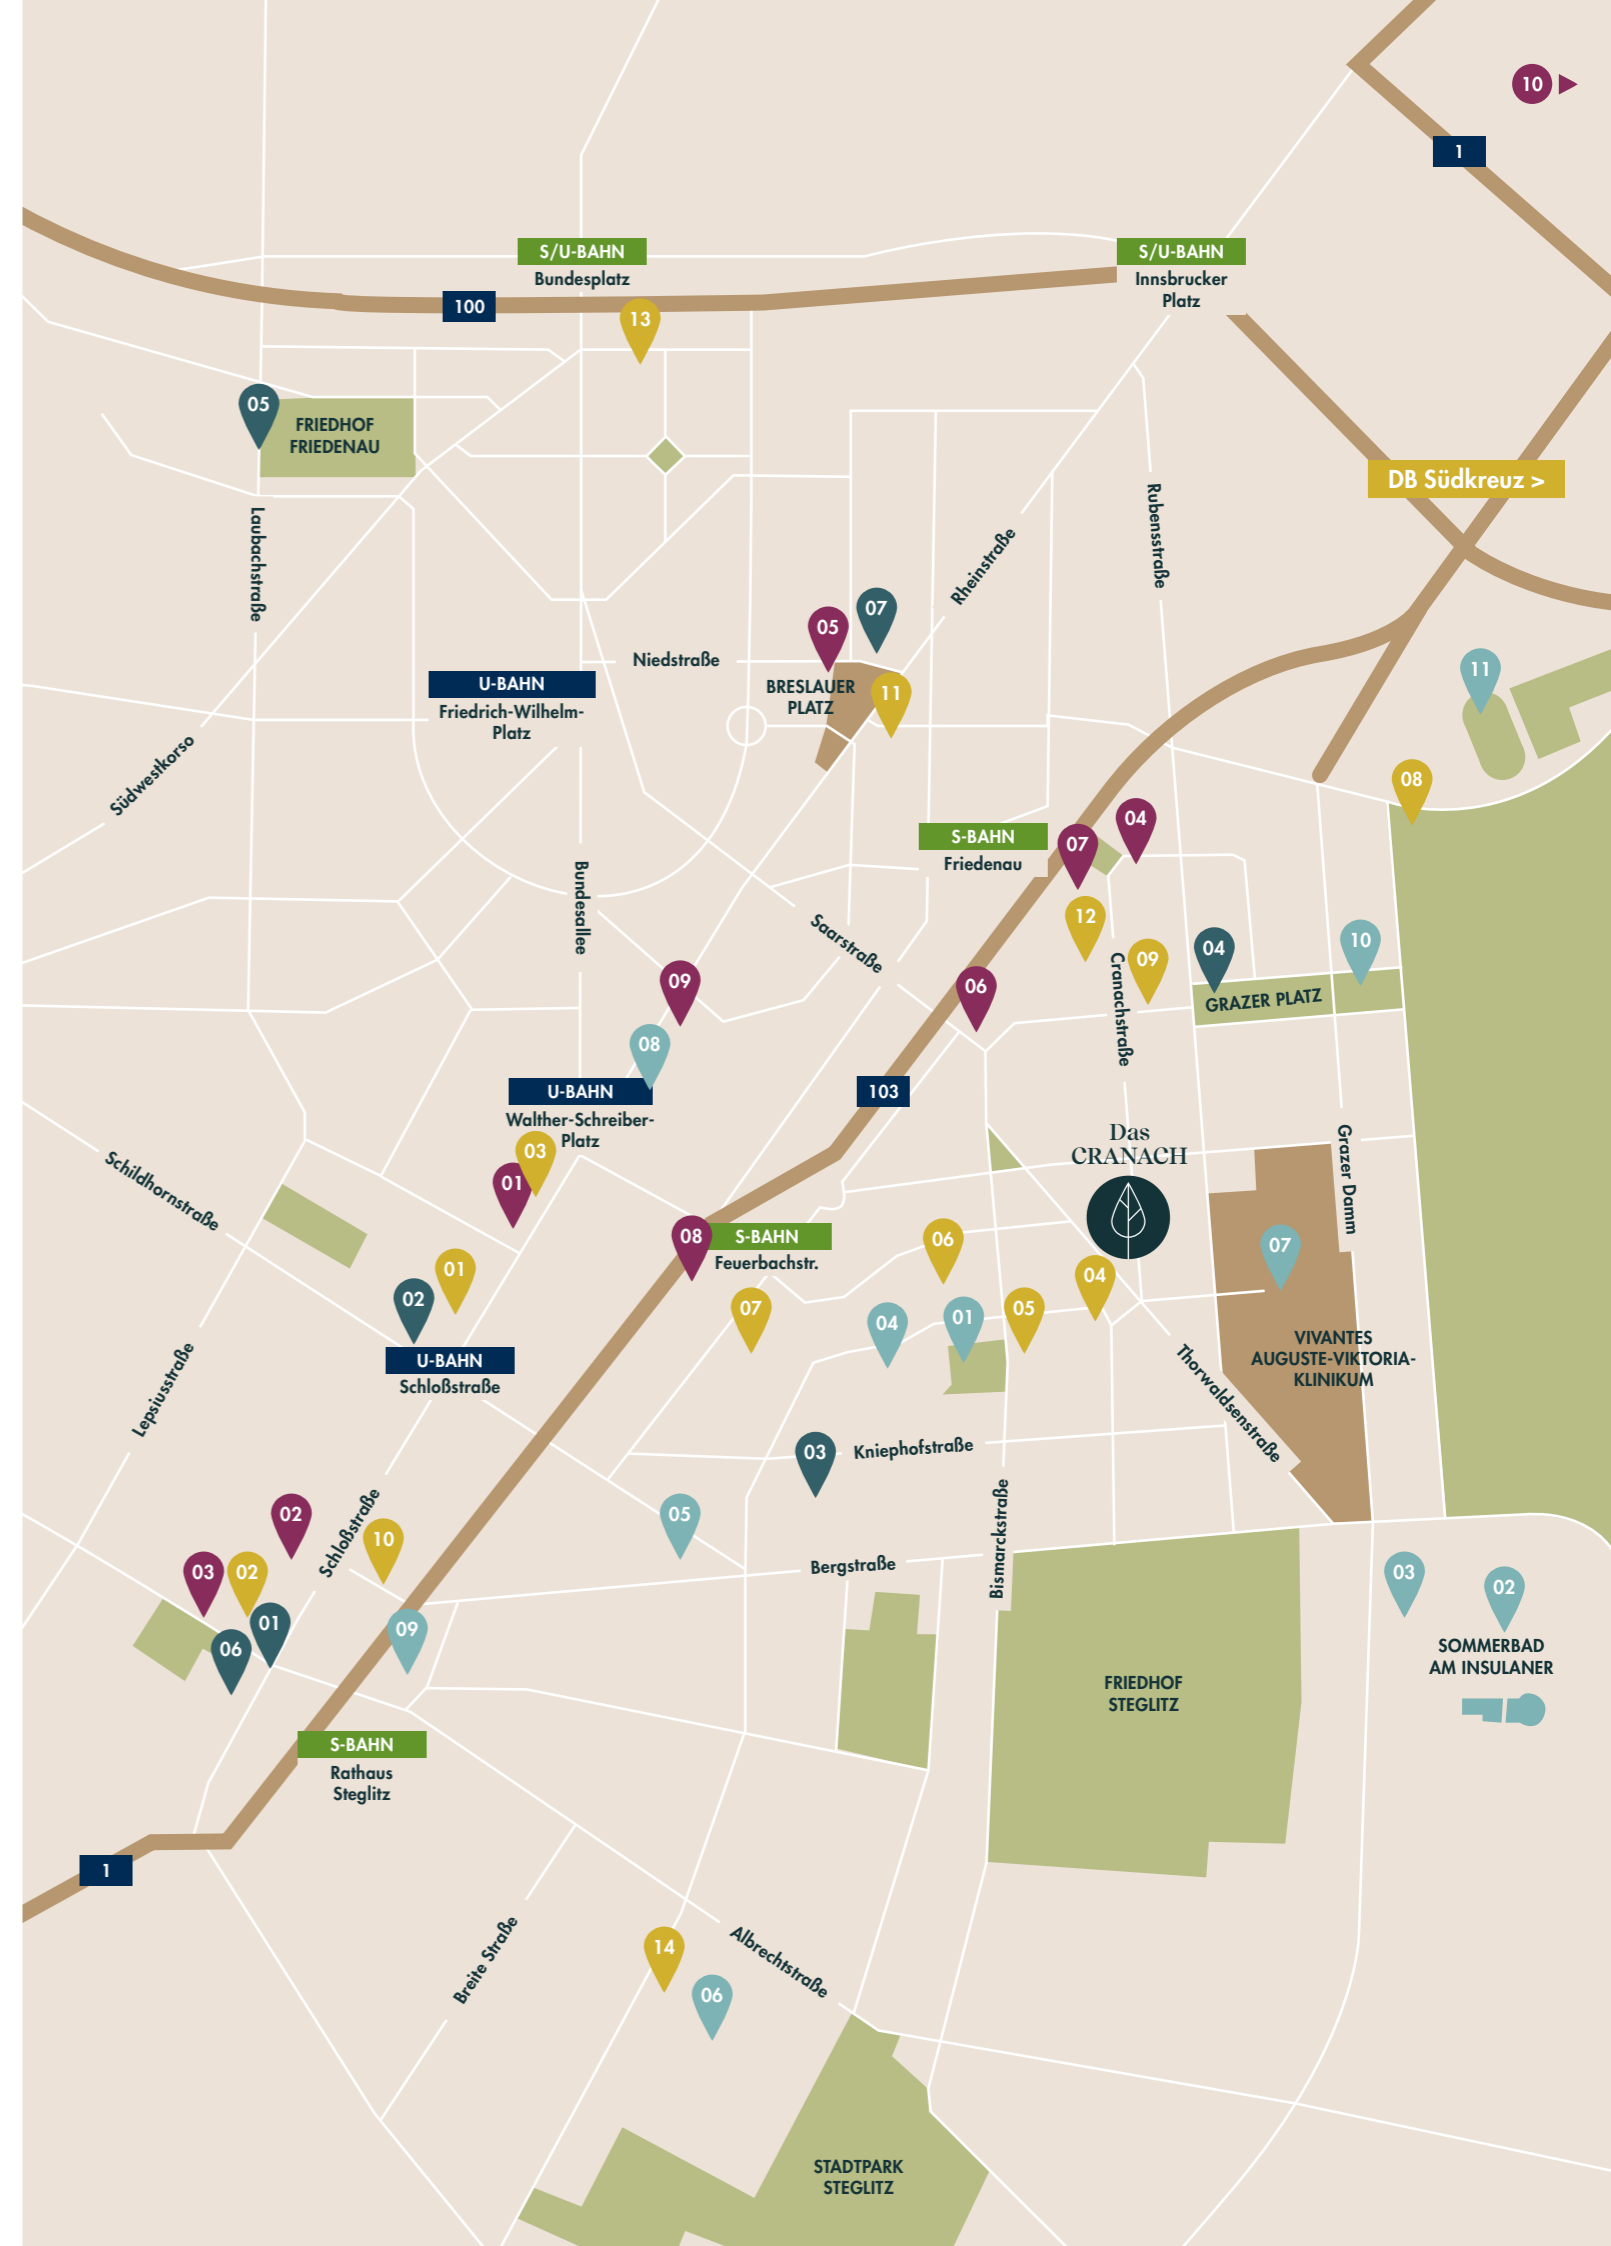 10
1
S/U-BAHN
Bundesplatz
S/U-BAHN
Innsbrucker
Platz
100
13
05
FRIEDHOF
FRIEDENAU
DB Südkreuz >
Laubachstraße
Rubensstraße
Rheinstraße
07
05
Niedstraße
U-BAHN
Friedrich-Wilhelm-
Platz
BRESLAUER
PLATZ
11
11
Südwestkorso
08
04
S-BAHN
Friedenau
07
Bundesallee
12
Saarstraße
04
10
09
Cranachstraße
09
06
GRAZER PLATZ
08
U-BAHN
Walther-Schreiber-
Platz
103
03
01
Das
CRANACH
Grazer Damm
Schildhornstraße
08
S-BAHN
Feuerbachstr.
06
07
01
02
07
04
01
05
04
VIVANTES
AUGUSTE-VIKTORIA-
KLINIKUM
U-BAHN
Schloßstraße
Thorwaldsenstraße
Lepsiusstraße
03
Kniephofstraße
Bismarckstraße
02
Schloßstraße
10
05
Bergstraße
03
02
01
06
09
03
02
SOMMERBAD
AM INSULANER
FRIEDHOF
STEGLITZ
S-BAHN
Rathaus
Steglitz
1
Breite Straße
14
Albrechtstraße
06
STADTPARK
STEGLITZ